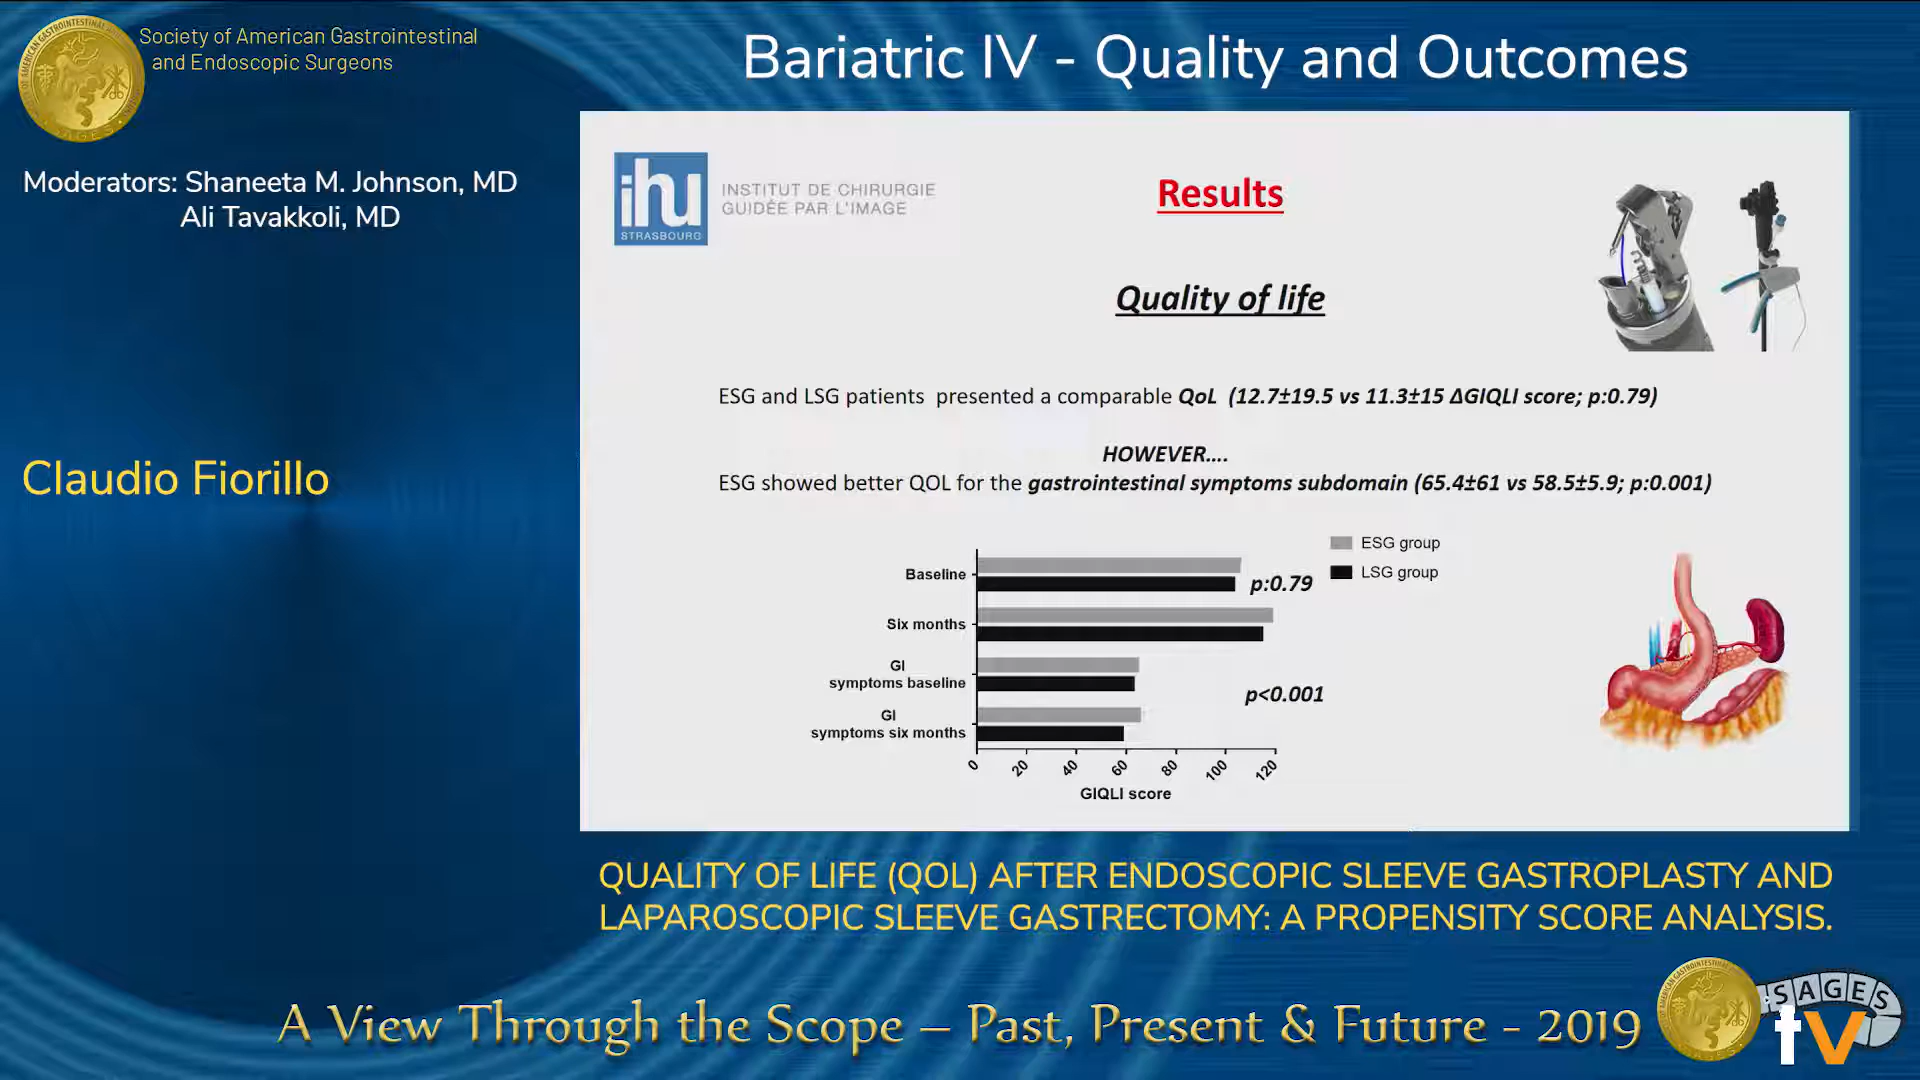 Society of American Gastrointestinal
and Endoscopic Surgeons
Bariatric IV - Quality and Outcomes
Moderators: Shaneeta M. Johnson, MD
Ali Tavakkoli, MD
Claudio Fiorillo
ihu
STRASBOURG
INSTITUT DE CHIRURGIE
GUIDÉE PAR L'IMAGE
Results
Quality of life
ESG and LSG patients presented a comparable QoL (12.7±19.5 vs 11.3±15 ΔGIQLI score; p:0.79)
HOWEVER....
ESG showed better QOL for the gastrointestinal symptoms subdomain (65.4±61 vs 58.5±5.9; p:0.001)
ESG group
LSG group
Baseline
p:0.79
Six months
GI
symptoms baseline
p<0.001
GI
symptoms six months
0 20 40 60 80 100 120
GIQLI score
QUALITY OF LIFE (QOL) AFTER ENDOSCOPIC SLEEVE GASTROPLASTY AND
LAPAROSCOPIC SLEEVE GASTRECTOMY: A PROPENSITY SCORE ANALYSIS.
A View Through the Scope – Past, Present & Future - 2019
SAGES
tv